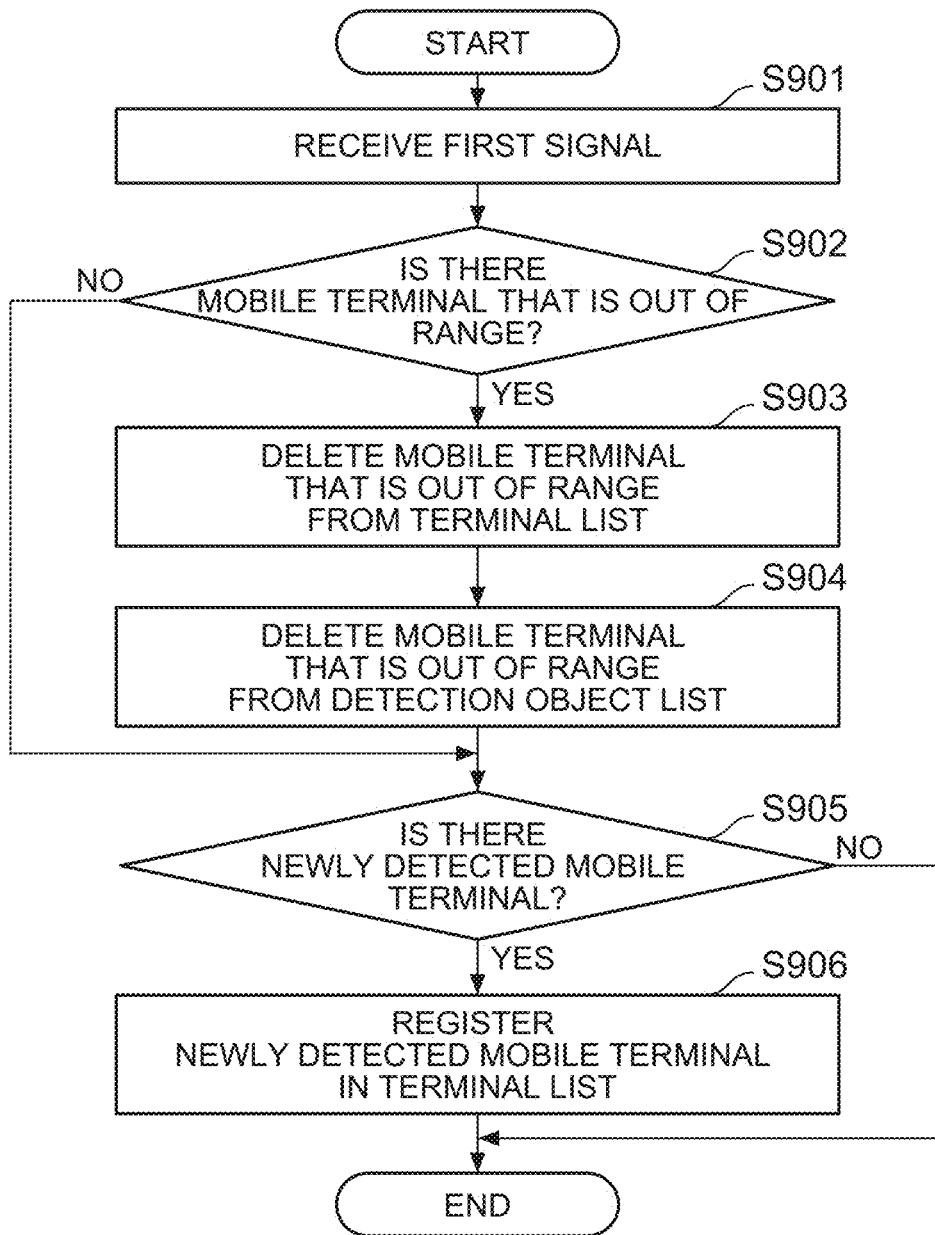 START
S901
RECEIVE FIRST SIGNAL
S902
NO
IS THERE
MOBILE TERMINAL THAT IS OUT OF
RANGE?
YES
S903
DELETE MOBILE TERMINAL
THAT IS OUT OF RANGE
FROM TERMINAL LIST
S904
DELETE MOBILE TERMINAL
THAT IS OUT OF RANGE
FROM DETECTION OBJECT LIST
S905
IS THERE
NEWLY DETECTED MOBILE
TERMINAL?
NO
YES
S906
REGISTER
NEWLY DETECTED MOBILE TERMINAL
IN TERMINAL LIST
END